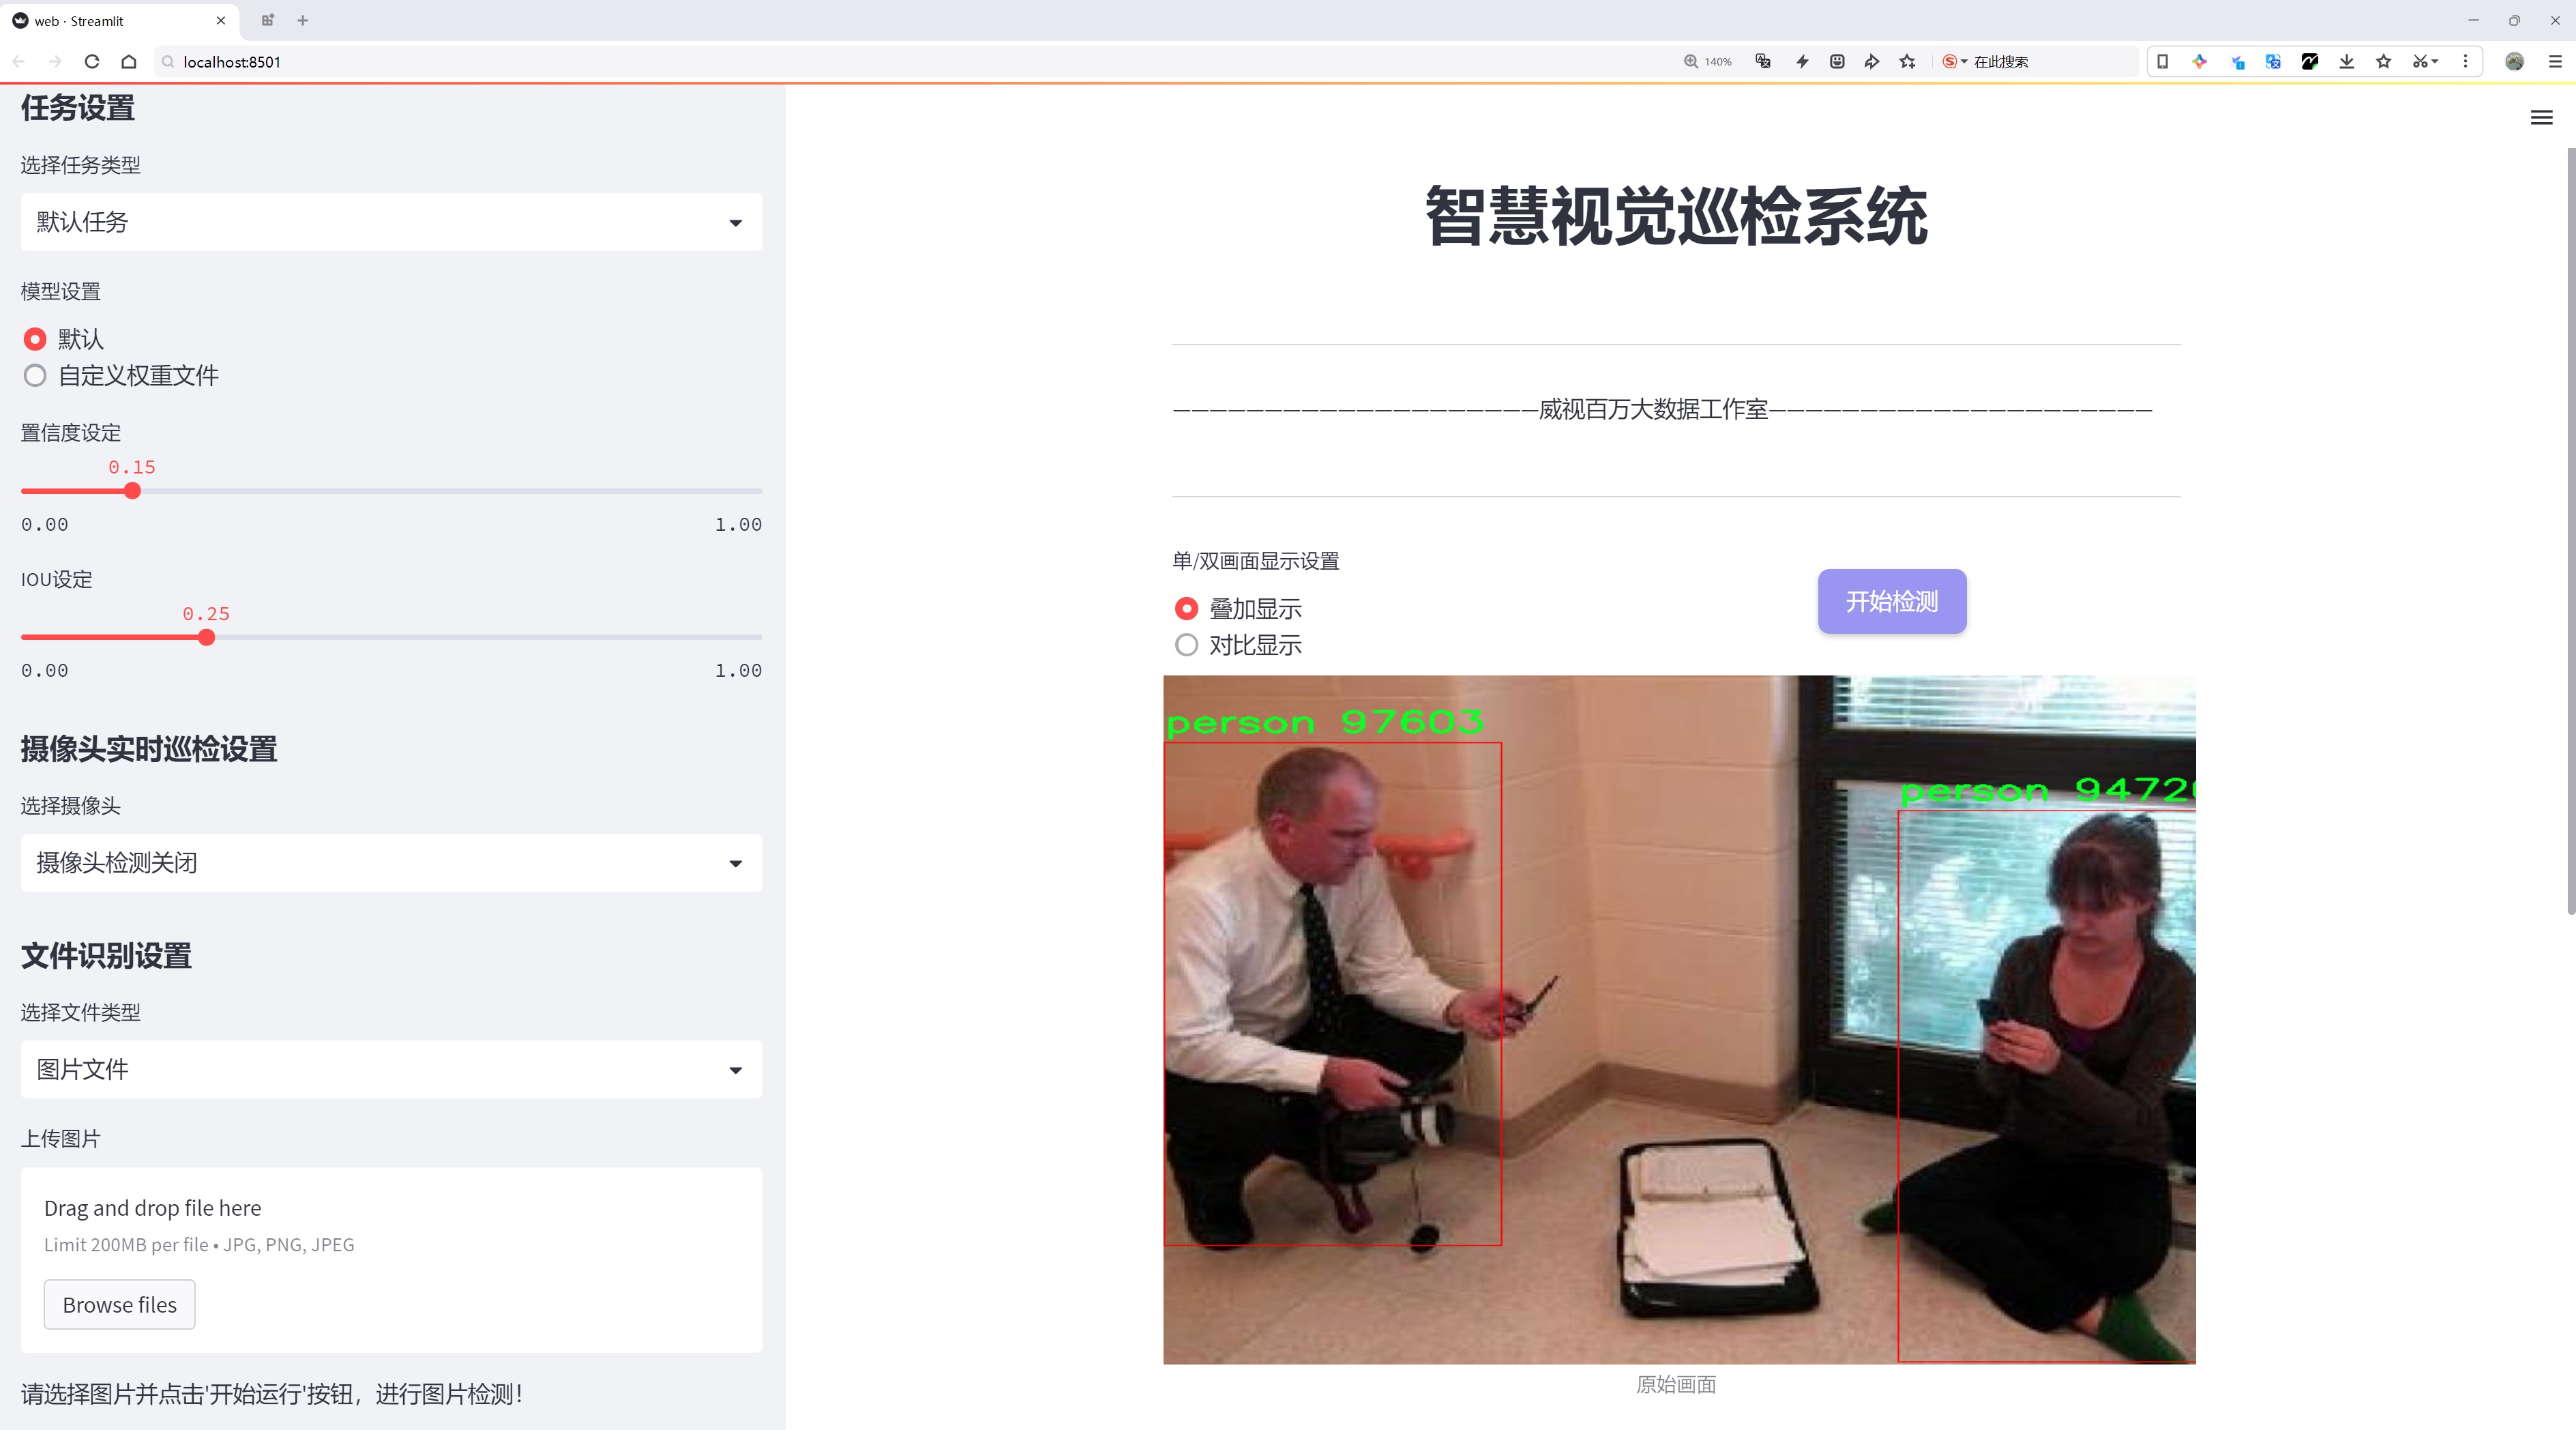 web · Streamlit
localhost:8501
140%
在此搜索
任务设置
选择任务类型
默认任务
模型设置
默认
自定义权重文件
置信度设定
0.15
0.00 1.00
IOU设定
0.25
0.00 1.00
摄像头实时巡检设置
选择摄像头
摄像头检测关闭
文件识别设置
选择文件类型
图片文件
上传图片
Drag and drop file here
Limit 200MB per file • JPG, PNG, JPEG
Browse files
请选择图片并点击'开始运行'按钮，进行图片检测！
智慧视觉巡检系统
————————————————————威视百万大数据工作室—————————————————————
单/双画面显示设置
叠加显示
对比显示
开始检测
person 97603
person 9472
原始画面